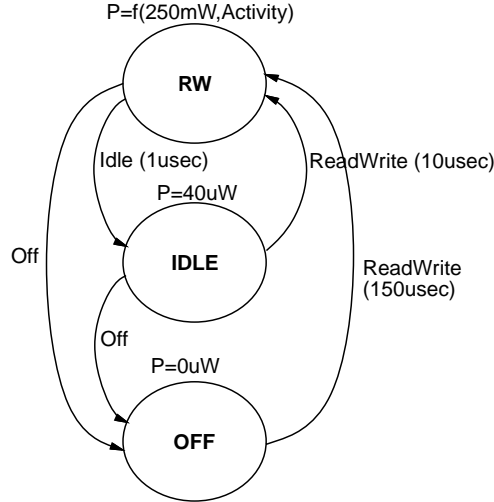 P=f(250mW,Activity)
RW
Idle (1usec)
ReadWrite (10usec)
P=40uW
Off
IDLE
ReadWrite
(150usec)
Off
P=0uW
OFF